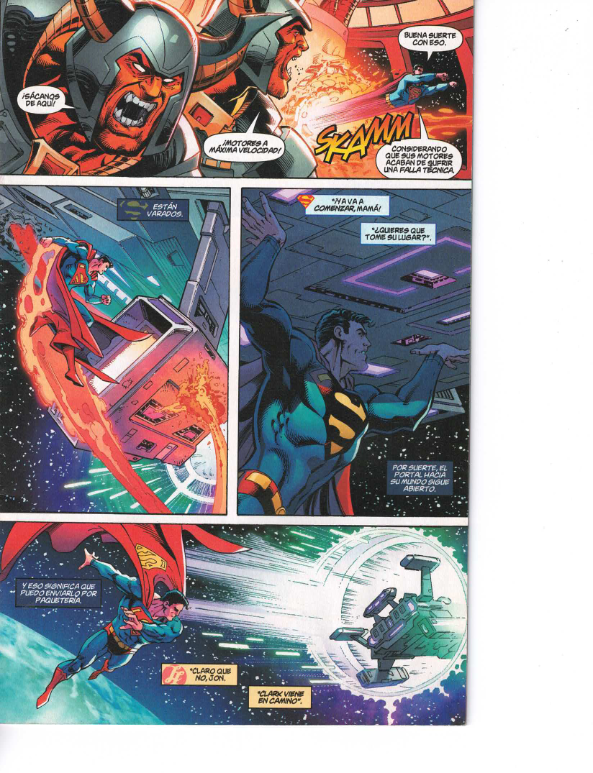 ¡SÁCANOS
DE AQUÍ!
¡MOTORES A
MÁXIMA VELOCIDAD!
BUENA SUERTE
CON ESO.
SKAMM
CONSIDERANDO
QUE SUS MOTORES
ACABAN DE SUFRIR
UNA FALLA TÉCNICA.
ESTÁN
VARADOS.
"¡YA VA A
COMENZAR, MAMÁ!
"¿QUIERES QUE
TOME SU LUGAR?".
POR SUERTE, EL
PORTAL HACIA
SU MUNDO SIGUE
ABIERTO.
Y ESO SIGNIFICA QUE
PUEDO ENVIARLO POR
PAQUETERÍA.
"CLARO QUE
NO, JON.
"CLARK VIENE
EN CAMINO".